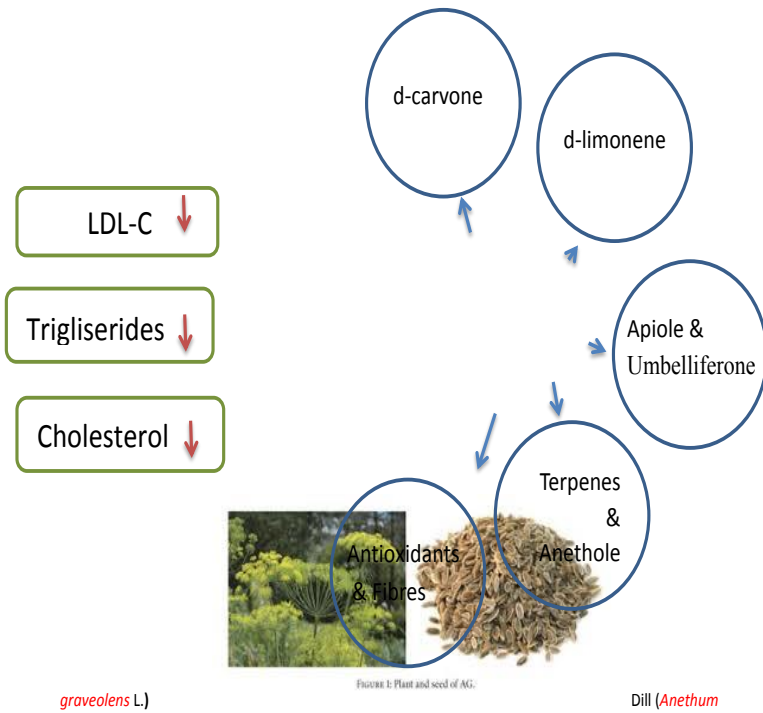 d-carvone
d-limonene
LDL-C
Trigliserides
Apiole &
Umbelliferone
Cholesterol
Terpenes
&
Anethole
Antioxidants
& Fibres
FIGURE 1: Plant and seed of AG.
graveolens L.)
Dill (Anethum